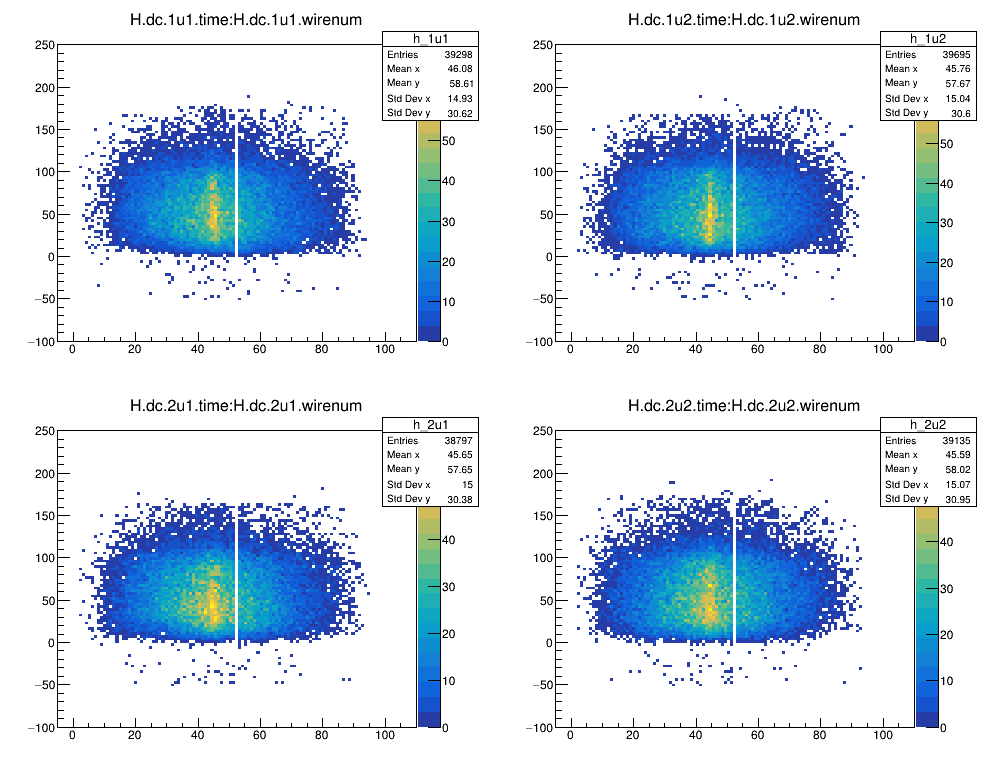 H.dc.1u1.time:H.dc.1u1.wirenum
h_1u1
Entries 39298
Mean x 46.08
Mean y 58.61
Std Dev x 14.93
Std Dev y 30.62
250
200
150
100
50
0
−50
−100
0 20 40 60 80 100
50
40
30
20
10
0
H.dc.1u2.time:H.dc.1u2.wirenum
h_1u2
Entries 39695
Mean x 45.76
Mean y 57.67
Std Dev x 15.04
Std Dev y 30.6
250
200
150
100
50
0
−50
−100
0 20 40 60 80 100
50
40
30
20
10
0
H.dc.2u1.time:H.dc.2u1.wirenum
h_2u1
Entries 38797
Mean x 45.65
Mean y 57.65
Std Dev x 15
Std Dev y 30.38
250
200
150
100
50
0
−50
−100
0 20 40 60 80 100
40
30
20
10
0
H.dc.2u2.time:H.dc.2u2.wirenum
h_2u2
Entries 39135
Mean x 45.59
Mean y 58.02
Std Dev x 15.07
Std Dev y 30.95
250
200
150
100
50
0
−50
−100
0 20 40 60 80 100
40
30
20
10
0